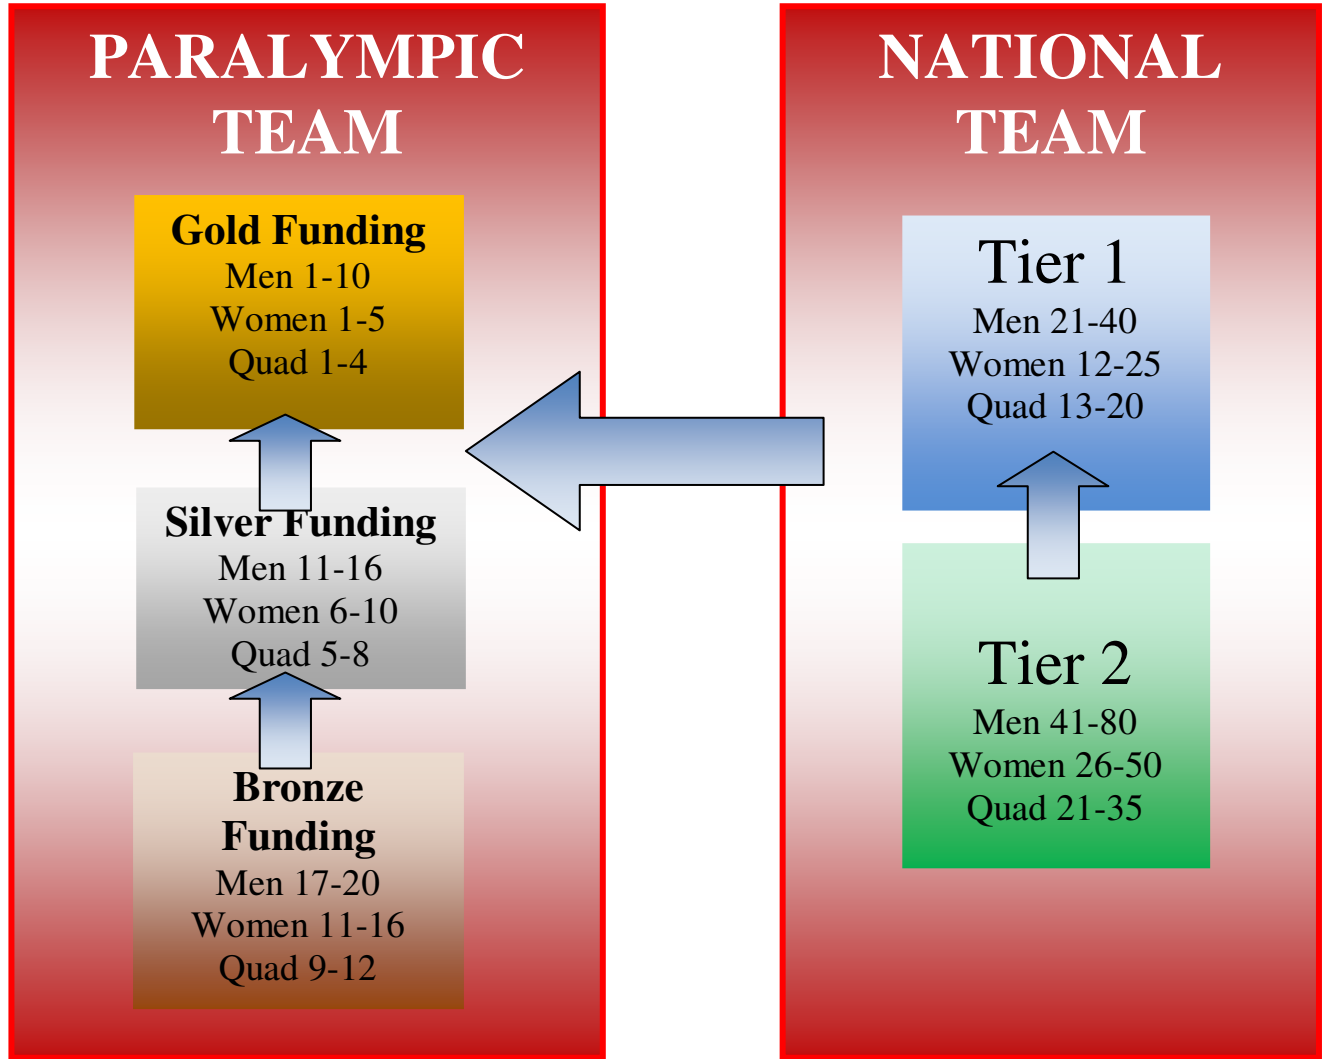 PARALYMPIC
TEAM
Gold Funding
Men 1-10
Women 1-5
Quad 1-4
Silver Funding
Men 11-16
Women 6-10
Quad 5-8
Bronze
Funding
Men 17-20
Women 11-16
Quad 9-12
NATIONAL
TEAM
Tier 1
Men 21-40
Women 12-25
Quad 13-20
Tier 2
Men 41-80
Women 26-50
Quad 21-35